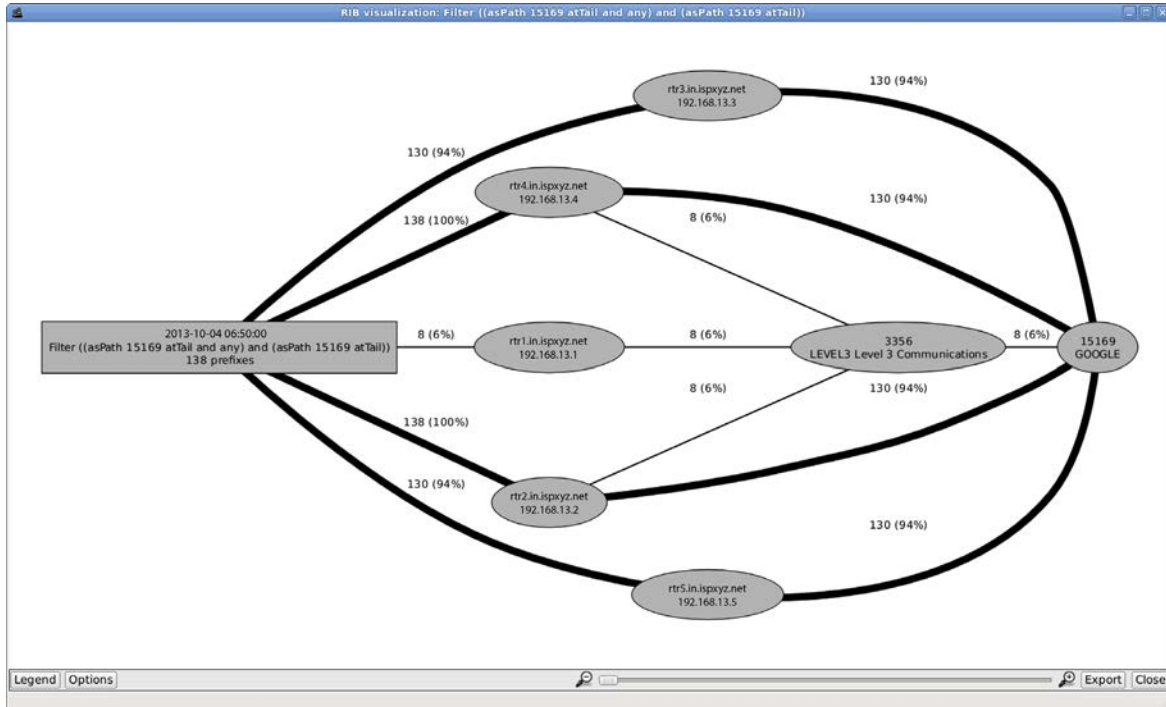 RIB visualization: Filter ((asPath 15169 atTail and any) and (asPath 15169 atTail))
rtr3.in.ispxyz.net
192.168.13.3
130 (94%)
130 (94%)
rtr4.in.ispxyz.net
192.168.13.4
130 (94%)
138 (100%)
8 (6%)
2013-10-04 06:50:00
Filter ((asPath 15169 atTail and any) and (asPath 15169 atTail))
138 prefixes
8 (6%)
rtr1.in.ispxyz.net
192.168.13.1
8 (6%)
3356
LEVEL3 Level 3 Communications
8 (6%)
15169
GOOGLE
8 (6%)
130 (94%)
138 (100%)
130 (94%)
rtr2.in.ispxyz.net
192.168.13.2
130 (94%)
rtr5.in.ispxyz.net
192.168.13.5
Legend Options Export Close